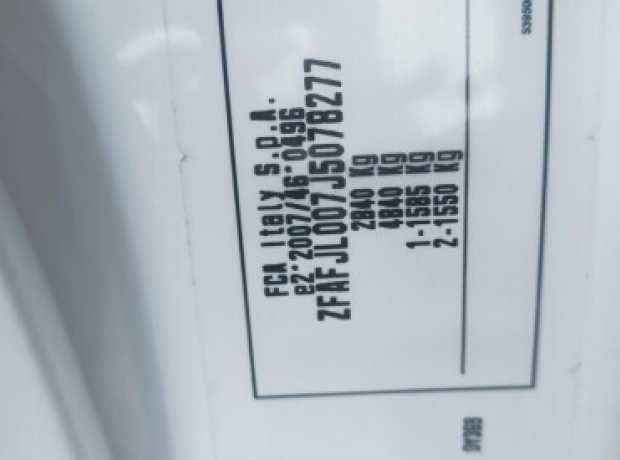 FCA Italy S.p.A.
e2*2007/46*0496
ZFAFJL007J5078277
2840 Kg
4840 Kg
1-1585 Kg
2-1550 Kg